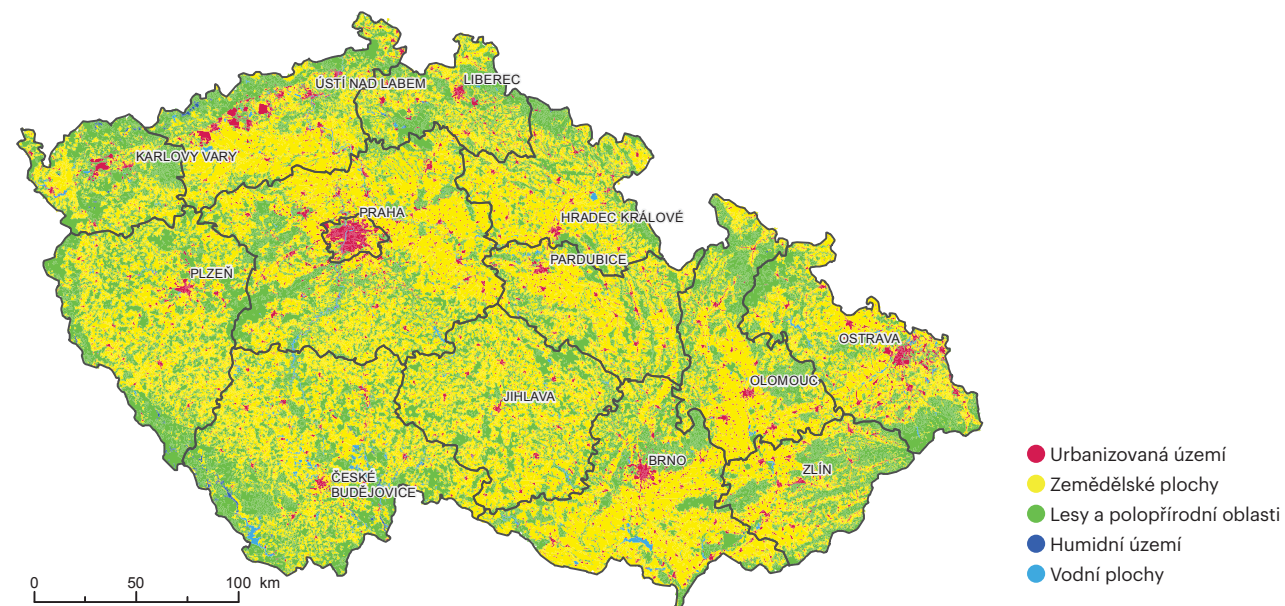 ÚSTÍ NAD LABEM
LIBEREC
KARLOVY VARY
PRAHA
HRADEC KRÁLOVÉ
PARDUBICE
PLZEŇ
OSTRAVA
OLOMOUC
JIHLAVA
BRNO
ZLÍN
ČESKÉ
BUDĚJOVICE
Urbanizovaná území
Zemědělské plochy
Lesy a polopřírodní oblasti
Humidní území
Vodní plochy
0 50 100 km